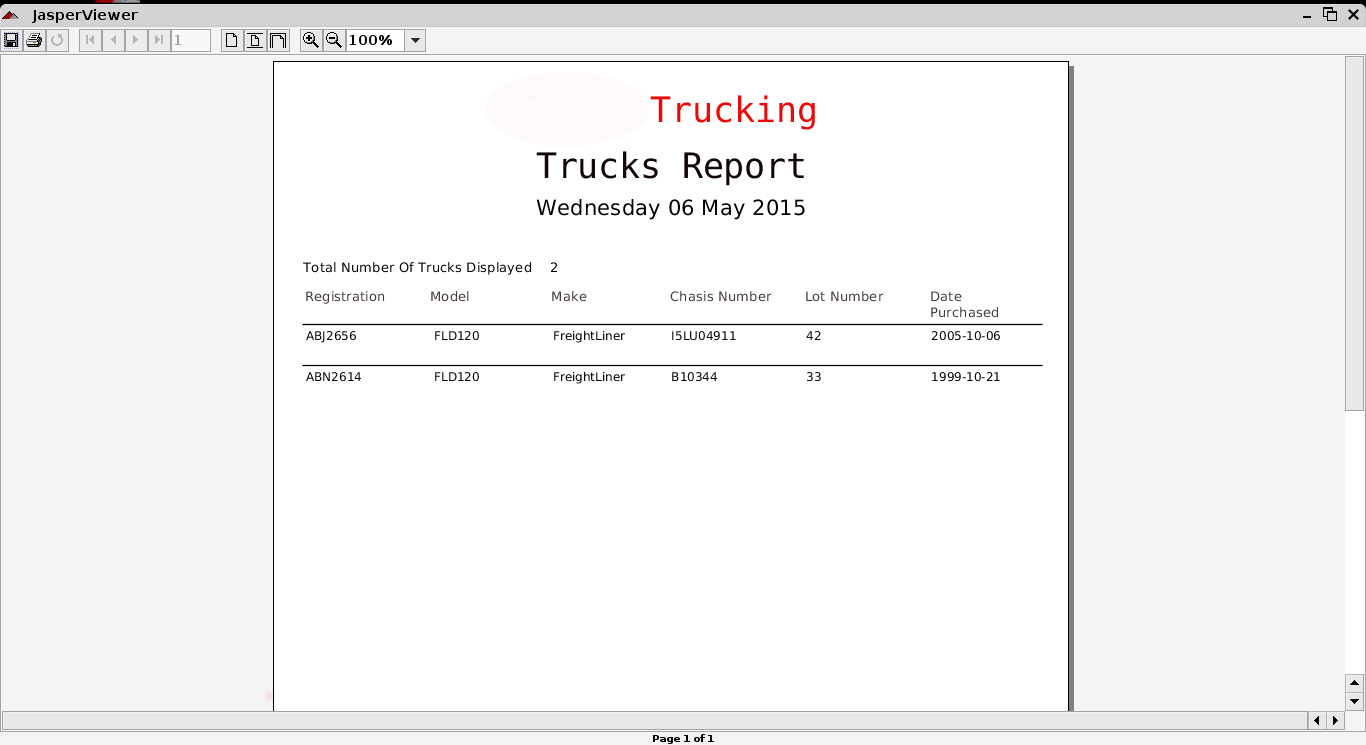 JasperViewer
1
100%
Trucking
Trucks Report
Wednesday 06 May 2015
Total Number Of Trucks Displayed 2
Registration Model Make Chasis Number Lot Number Date
Purchased
ABJ2656 FLD120 FreightLiner I5LU04911 42 2005-10-06
ABN2614 FLD120 FreightLiner B10344 33 1999-10-21
Page 1 of 1